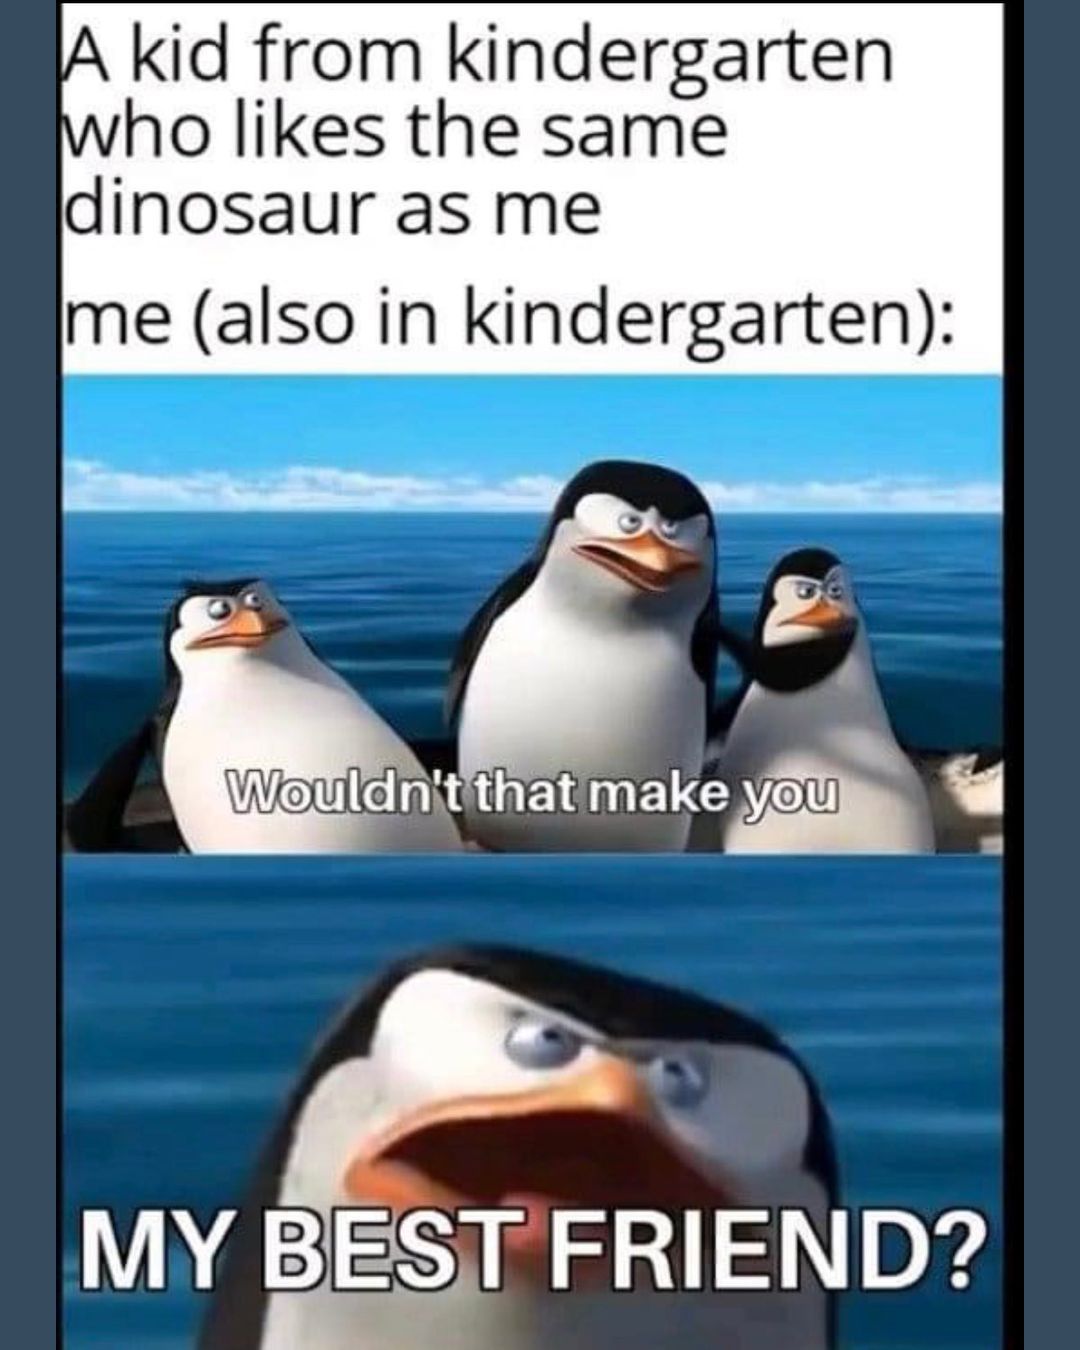 A kid from kindergarten
who likes the same
dinosaur as me
me (also in kindergarten):
Wouldn't that make you
MY BEST FRIEND?